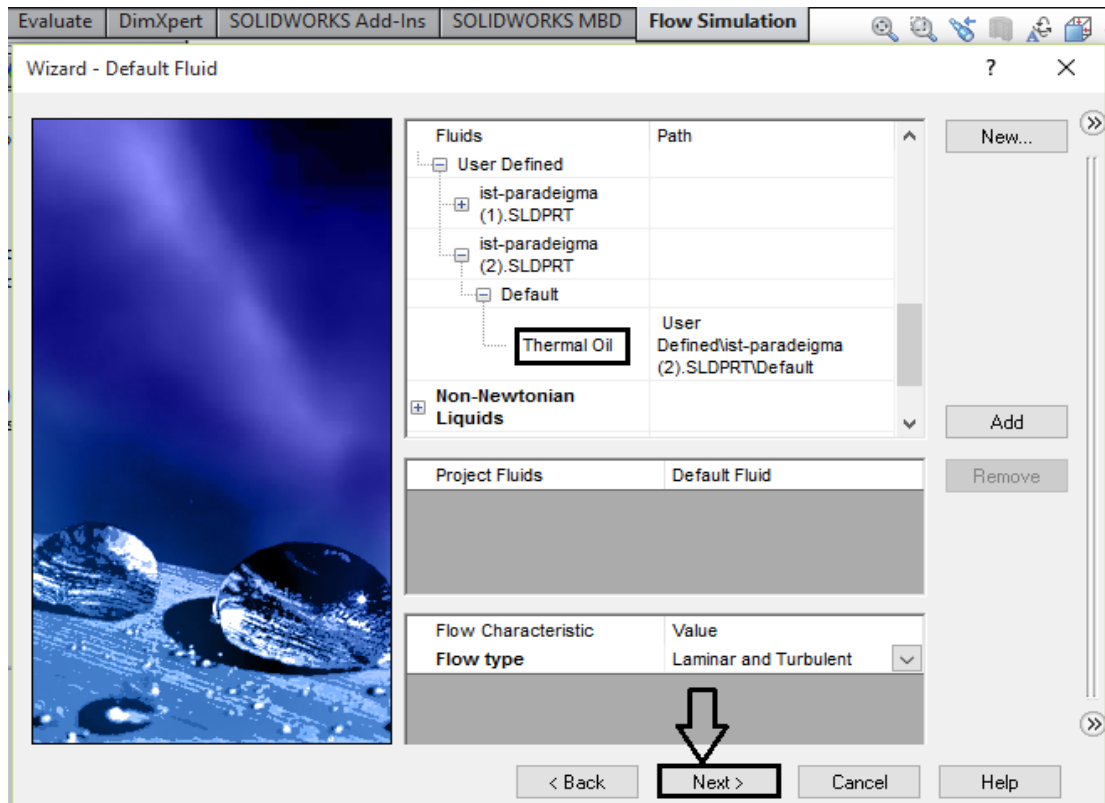 Evaluate DimXpert SOLIDWORKS Add-Ins SOLIDWORKS MBD Flow Simulation
Wizard - Default Fluid ? X
Fluids Path
User Defined
ist-paradeigma
(1).SLDPRT
ist-paradeigma
(2).SLDPRT
Default
Thermal Oil
User
Defined\ist-paradeigma
(2).SLDPRT\Default
Non-Newtonian
Liquids
New...
Add
Project Fluids Default Fluid
Remove
Flow Characteristic Value
Flow type Laminar and Turbulent
< Back Next > Cancel Help